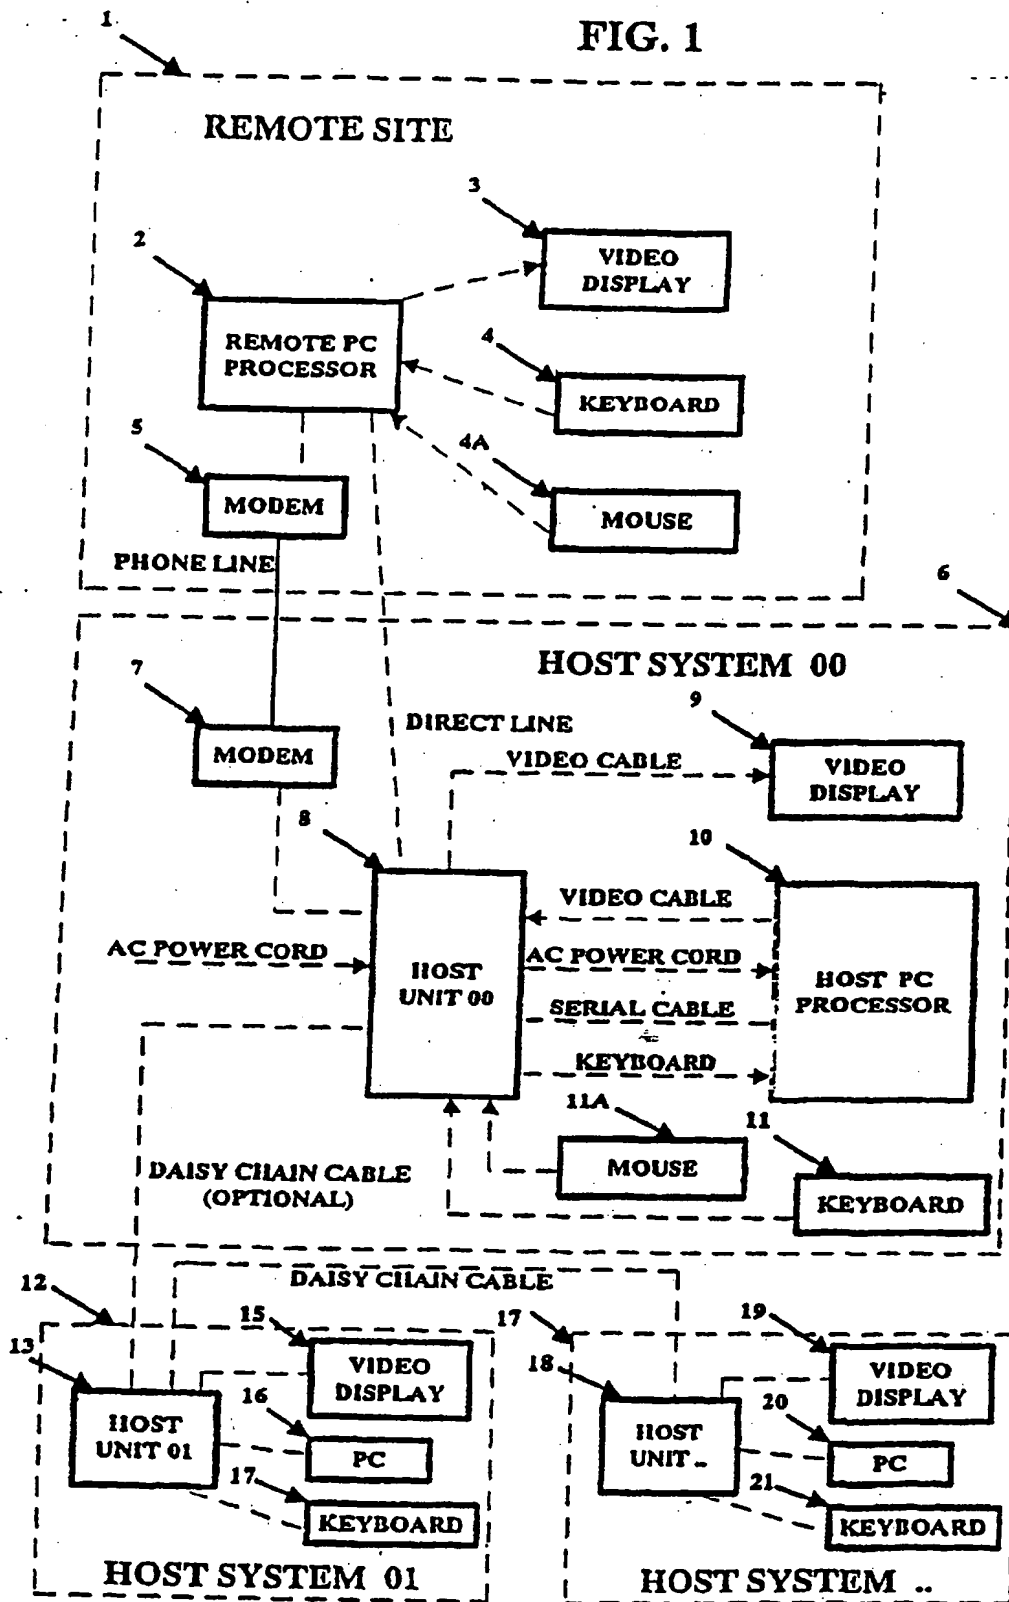 FIG. 1
1
REMOTE SITE
3
VIDEO
DISPLAY
2
REMOTE PC
PROCESSOR
4
KEYBOARD
5
4A
MODEM
MOUSE
PHONE LINE
6
HOST SYSTEM 00
7
MODEM
DIRECT LINE
9
VIDEO CABLE
VIDEO
DISPLAY
8
10
VIDEO CABLE
AC POWER CORD
HOST
UNIT 00
AC POWER CORD
HOST PC
PROCESSOR
SERIAL CABLE
KEYBOARD
11A
11
MOUSE
DAISY CHAIN CABLE
(OPTIONAL)
KEYBOARD
DAISY CHAIN CABLE
12
13
15
VIDEO
DISPLAY
HOST
UNIT 01
16
PC
17
KEYBOARD
HOST SYSTEM 01
17
18
19
VIDEO
DISPLAY
HOST
UNIT ..
20
PC
21
KEYBOARD
HOST SYSTEM ..